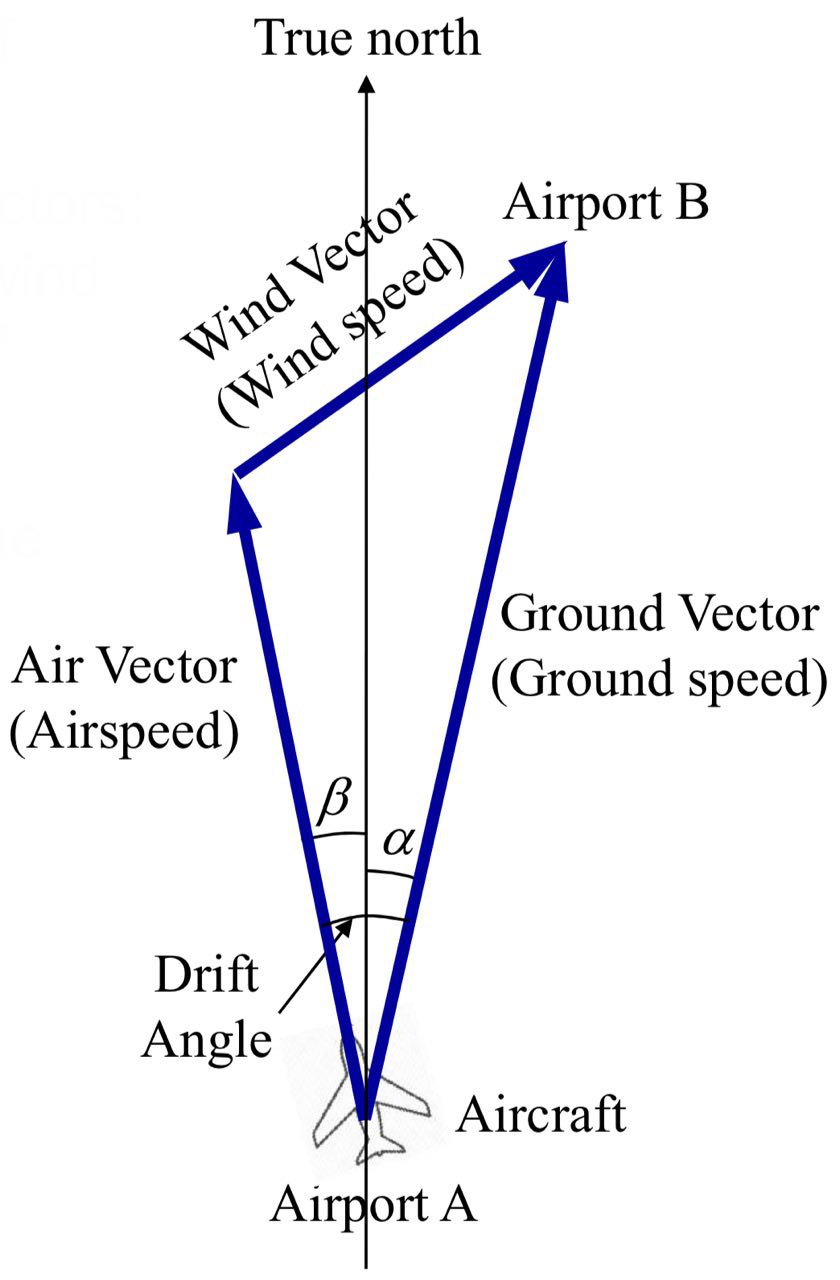 True north
Airport B
Wind Vector
(Wind speed)
Ground Vector
(Ground speed)
Air Vector
(Airspeed)
β
α
Drift
Angle
Aircraft
Airport A